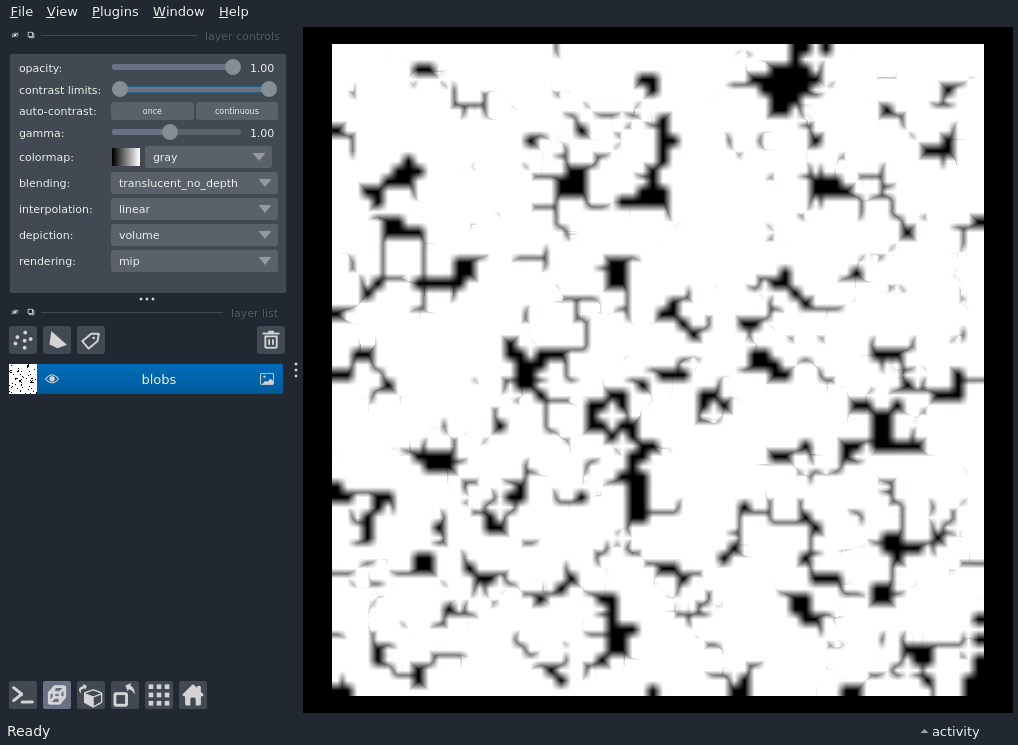 File View Plugins Window Help
layer controls
opacity: 1.00
contrast limits:
auto-contrast: once continuous
gamma: 1.00
colormap: gray
blending: translucent_no_depth
interpolation: linear
depiction: volume
rendering: mip
layer list
blobs
Ready activity